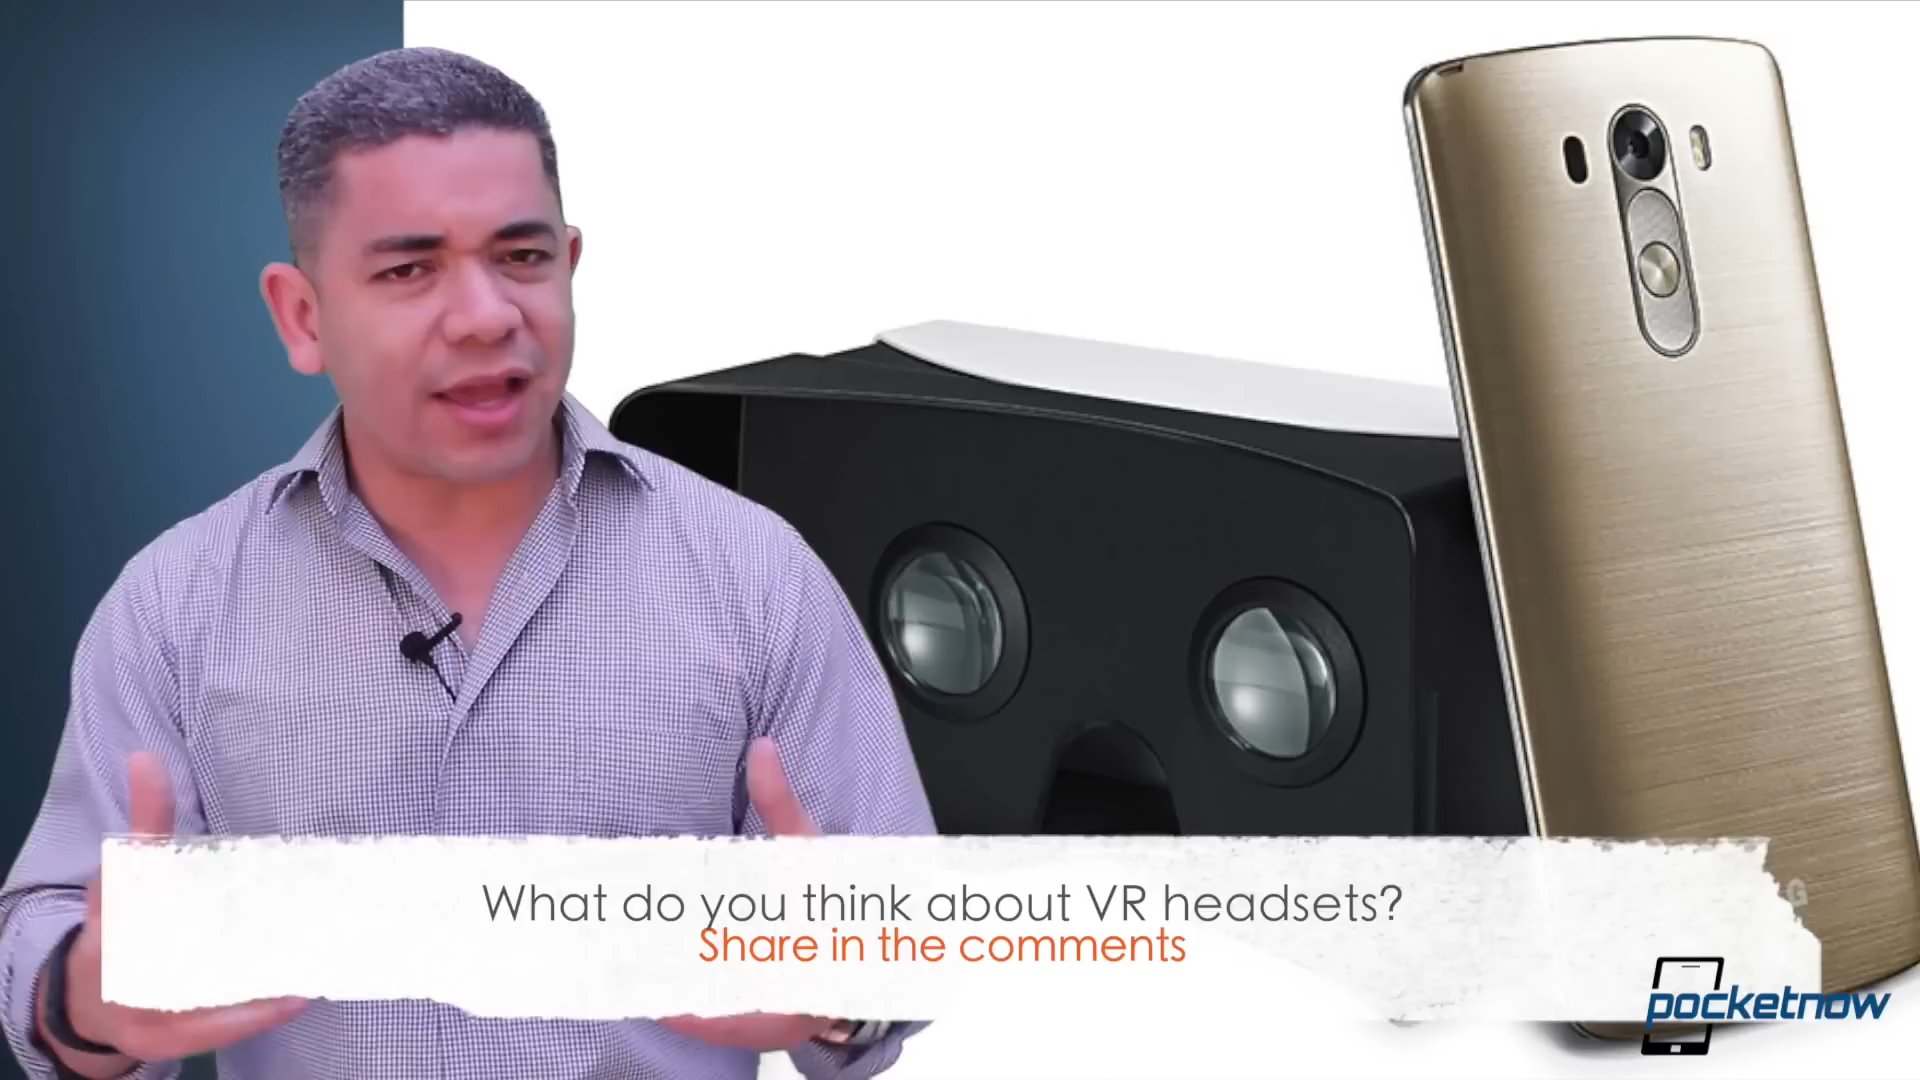 What do you think about VR headsets?
Share in the comments
G
pocketnow